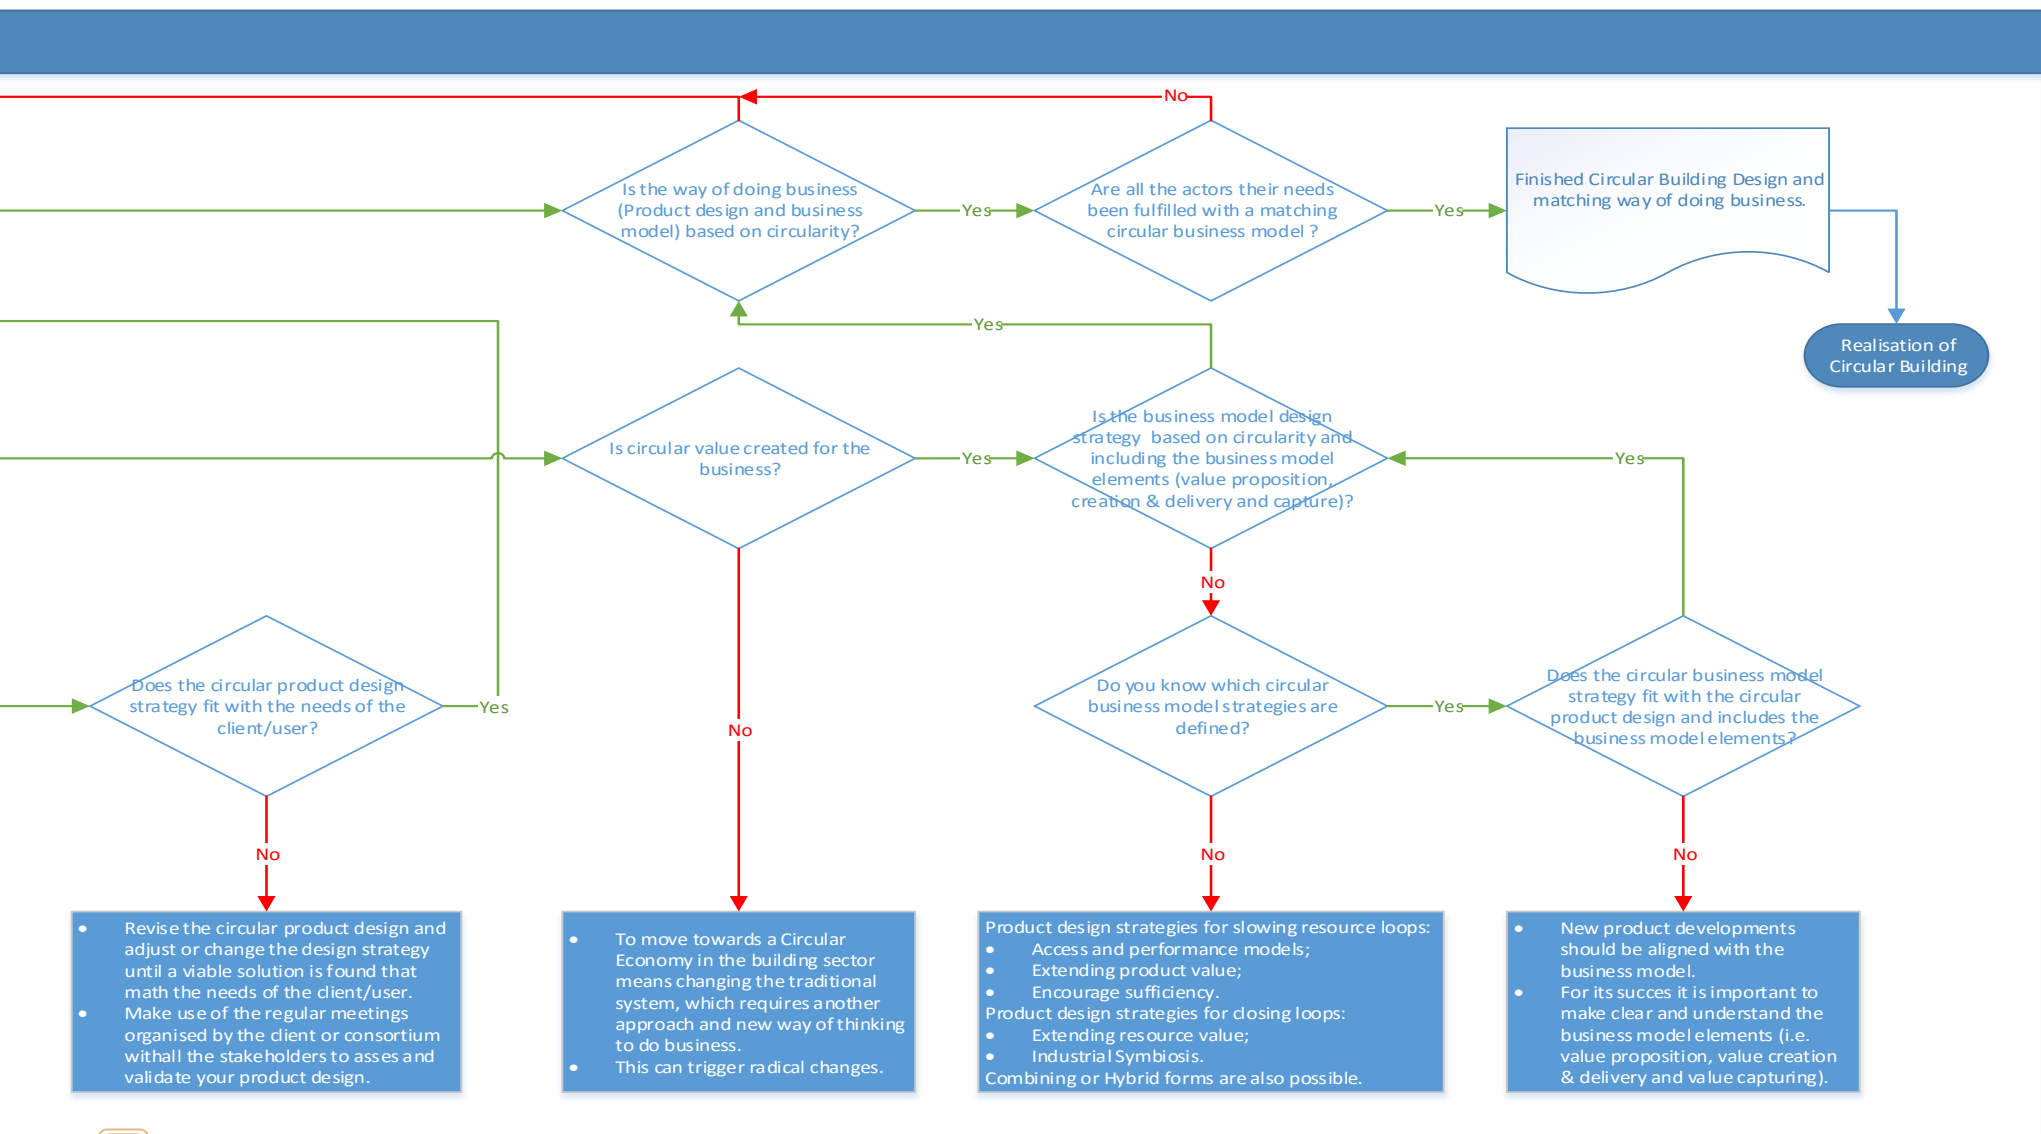 No
Is the way of doing business
(Product design and business
model) based on circularity?
Yes
Are all the actors their needs
been fulfilled with a matching
circular business model ?
Yes
Finished Circular Building Design and
matching way of doing business.
Yes
Realisation of
Circular Building
Is circular value created for the
business?
Yes
Is the business model design
strategy based on circularity and
including the business model
elements (value proposition,
creation & delivery and capture)?
Yes
No
Does the circular product design
strategy fit with the needs of the
client/user?
Yes
No
Do you know which circular
business model strategies are
defined?
Yes
Does the circular business model
strategy fit with the circular
product design and includes the
business model elements?
No
No
No
• Revise the circular product design and
adjust or change the design strategy
until a viable solution is found that
math the needs of the client/user.
• Make use of the regular meetings
organised by the client or consortium
withall the stakeholders to asses and
validate your product design.
• To move towards a Circular
Economy in the building sector
means changing the traditional
system, which requires another
approach and new way of thinking
to do business.
• This can trigger radical changes.
Product design strategies for slowing resource loops:
• Access and performance models;
• Extending product value;
• Encourage sufficiency.
Product design strategies for closing loops:
• Extending resource value;
• Industrial Symbiosis.
Combining or Hybrid forms are also possible.
• New product developments
should be aligned with the
business model.
• For its succes it is important to
make clear and understand the
business model elements (i.e.
value proposition, value creation
& delivery and value capturing).